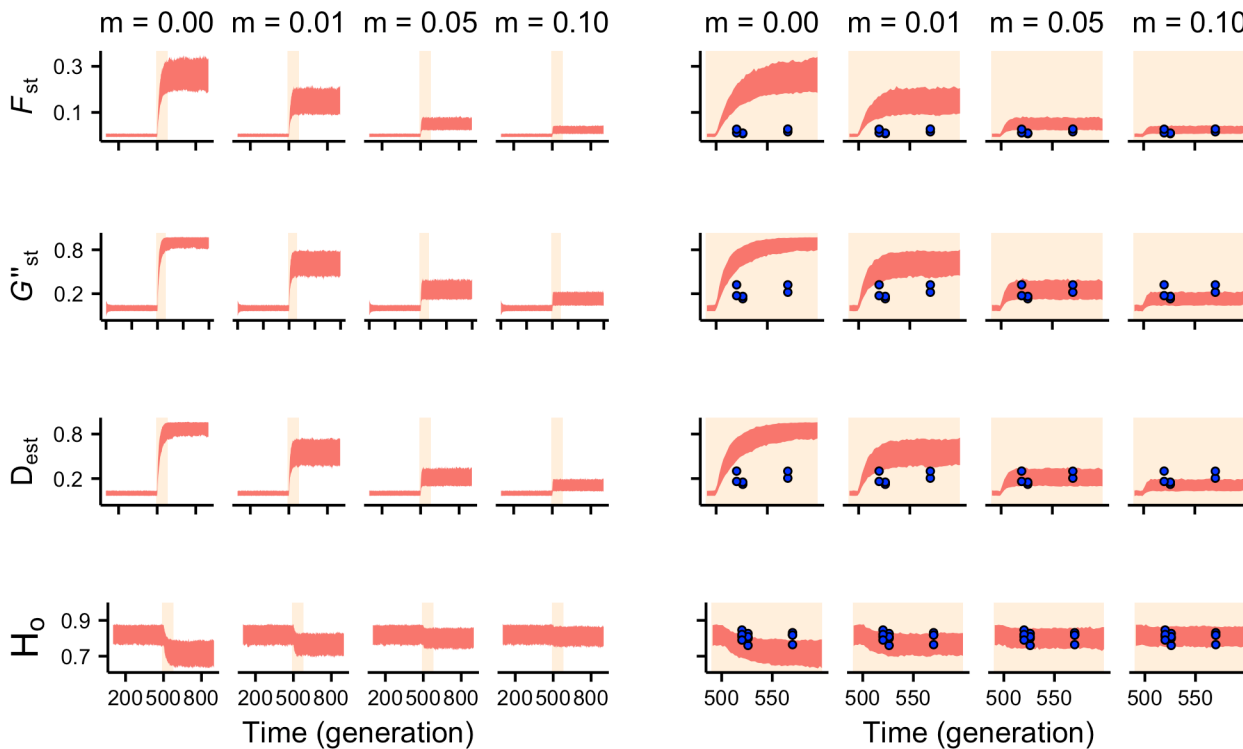 m = 0.00 m = 0.01 m = 0.05 m = 0.10 m = 0.00 m = 0.01 m = 0.05 m = 0.10
Fst
0.3
0.1
G"st
0.8
0.2
Dest
0.8
0.2
Ho
0.9
0.7
200 500 800 200 500 800 200 500 800 200 500 800 500 550 500 550 500 550 500 550
Time (generation) Time (generation)